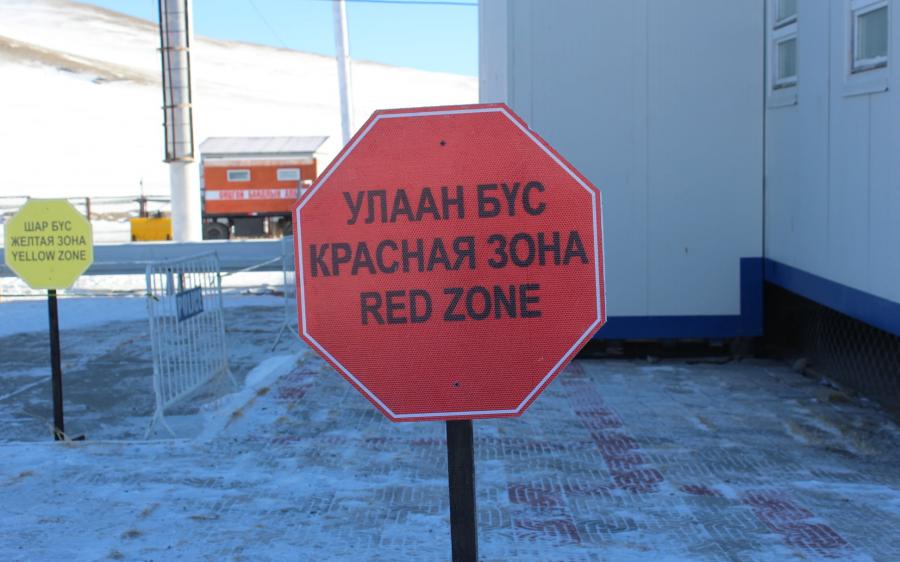 ШАР БҮС
ЖЕЛТАЯ ЗОНА
YELLOW ZONE
УЛААН БҮС
КРАСНАЯ ЗОНА
RED ZONE